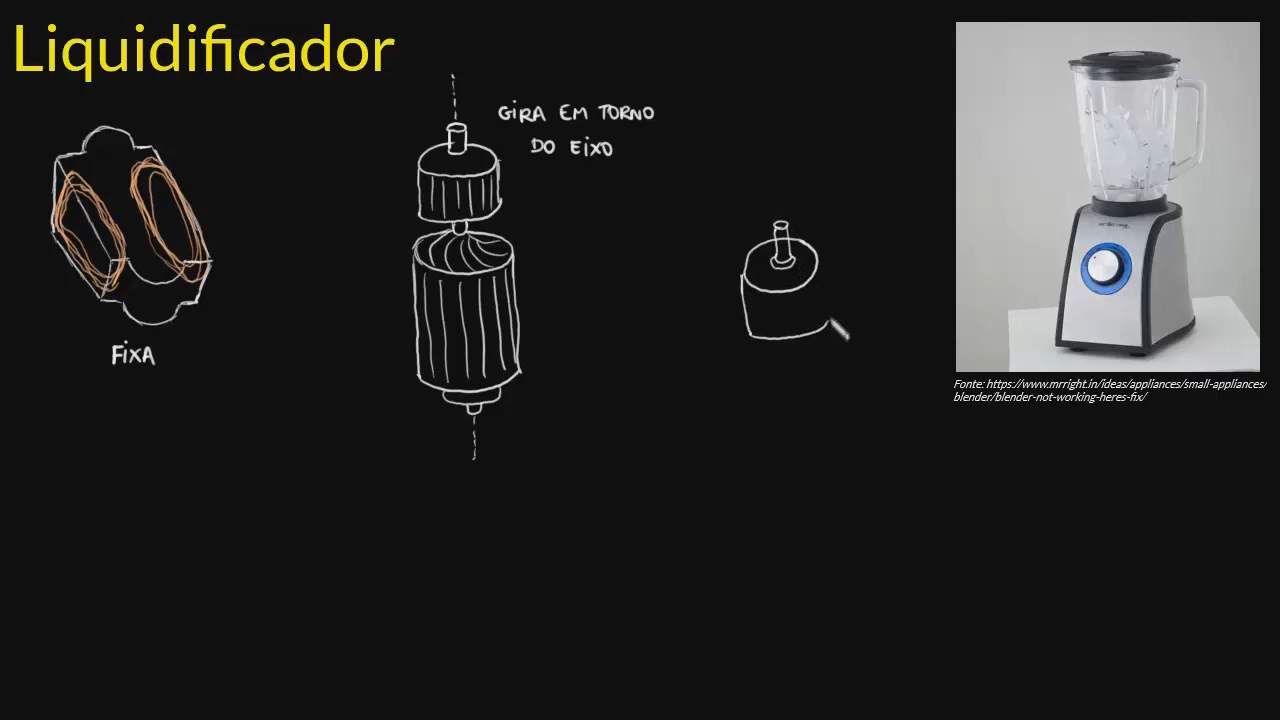 Liquidificador
GIRA EM TORNO
DO EIXO
FIXA
Fonte: https://www.mrright.in/ideas/appliances/small-appliances/
blender/blender-not-working-heres-fix/